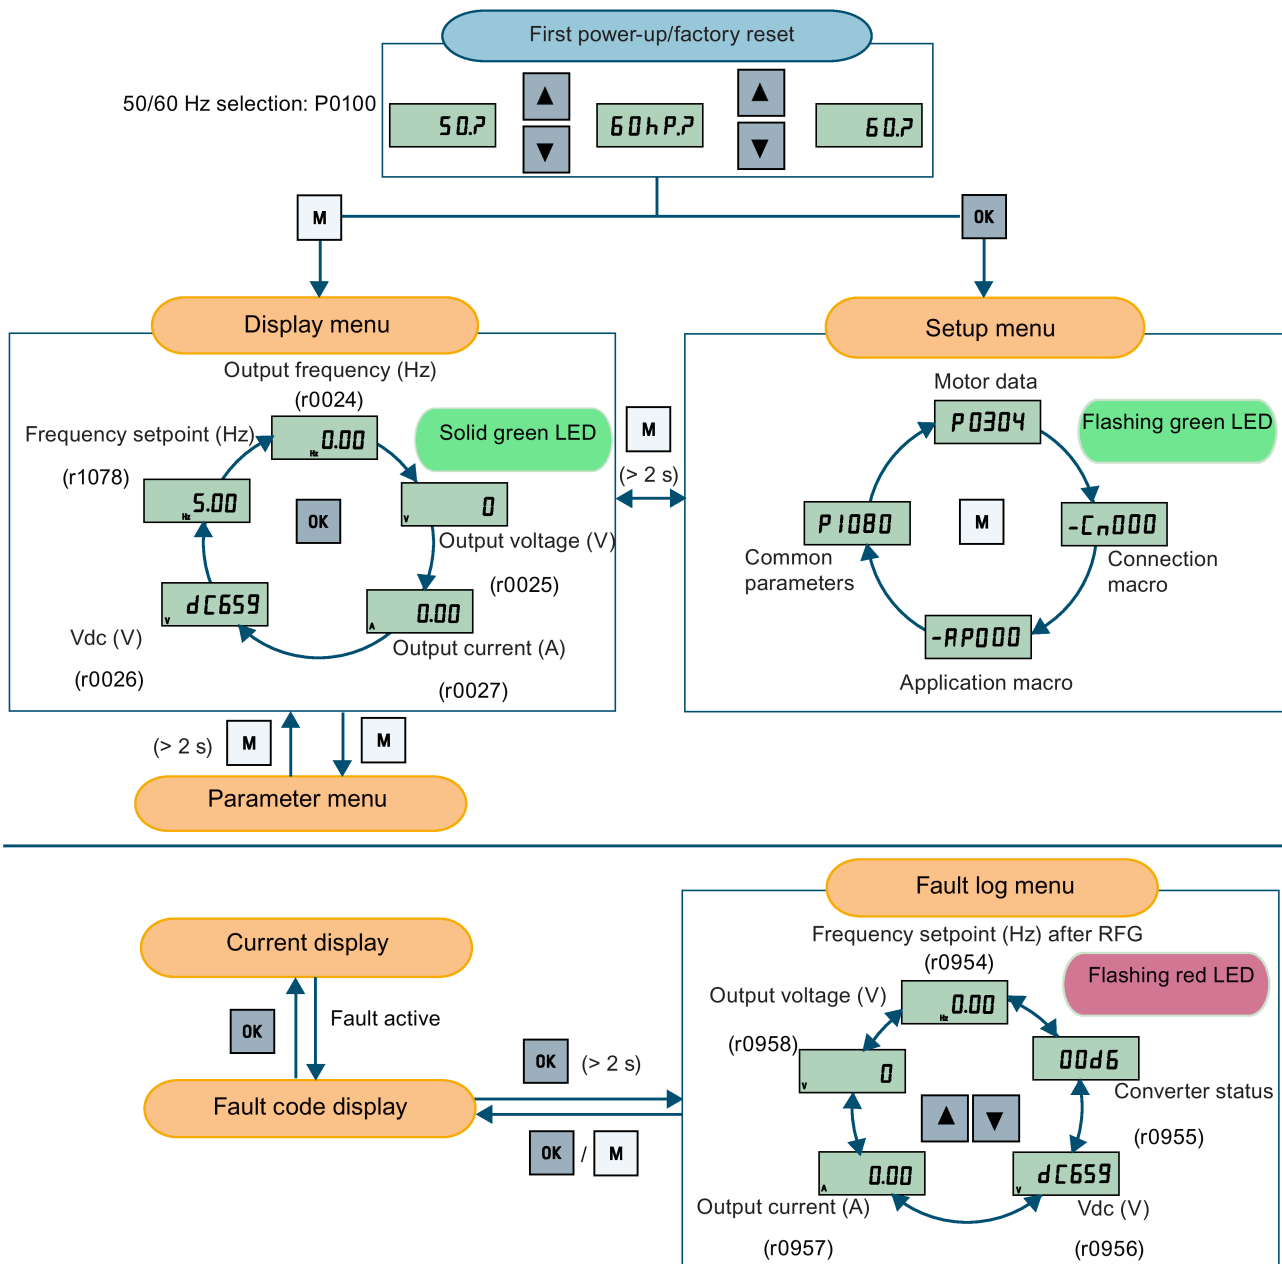 First power-up/factory reset
50/60 Hz selection: P0100
50.?
60hP.?
60.?
M
OK
Display menu
Output frequency (Hz)
(r0024)
Hz 0.00
Solid green LED
Frequency setpoint (Hz)
(r1078)
Hz 5.00
OK
V 0
Output voltage (V)
(r0025)
V dC659
Vdc (V)
(r0026)
A 0.00
Output current (A)
(r0027)
M
(> 2 s)
Setup menu
Motor data
P0304
Flashing green LED
P1080
Common
parameters
M
-Cn000
Connection
macro
-AP000
Application macro
(> 2 s)
M
M
Parameter menu
Current display
OK
Fault active
Fault code display
OK
(> 2 s)
OK / M
Fault log menu
Frequency setpoint (Hz) after RFG
(r0954)
Hz 0.00
Flashing red LED
Output voltage (V)
(r0958)
V 0
00d6
Converter status
(r0955)
A 0.00
Output current (A)
(r0957)
V dC659
Vdc (V)
(r0956)